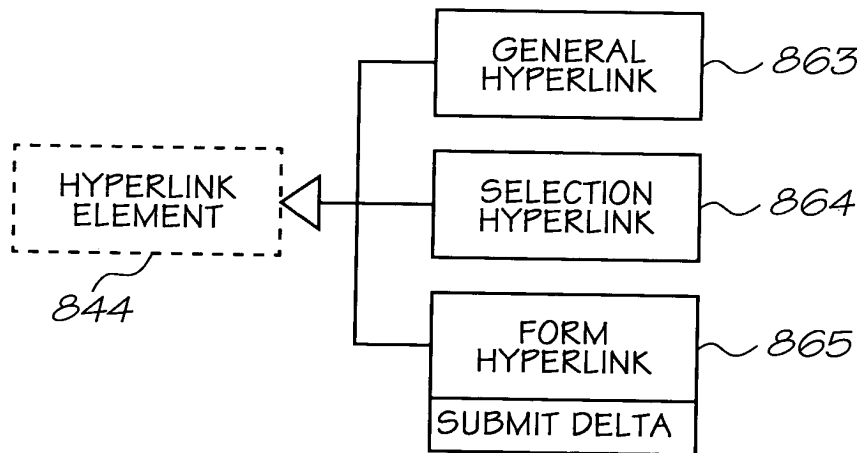 GENERAL
HYPERLINK
863
HYPERLINK
ELEMENT
844
SELECTION
HYPERLINK
864
FORM
HYPERLINK
865
SUBMIT DELTA